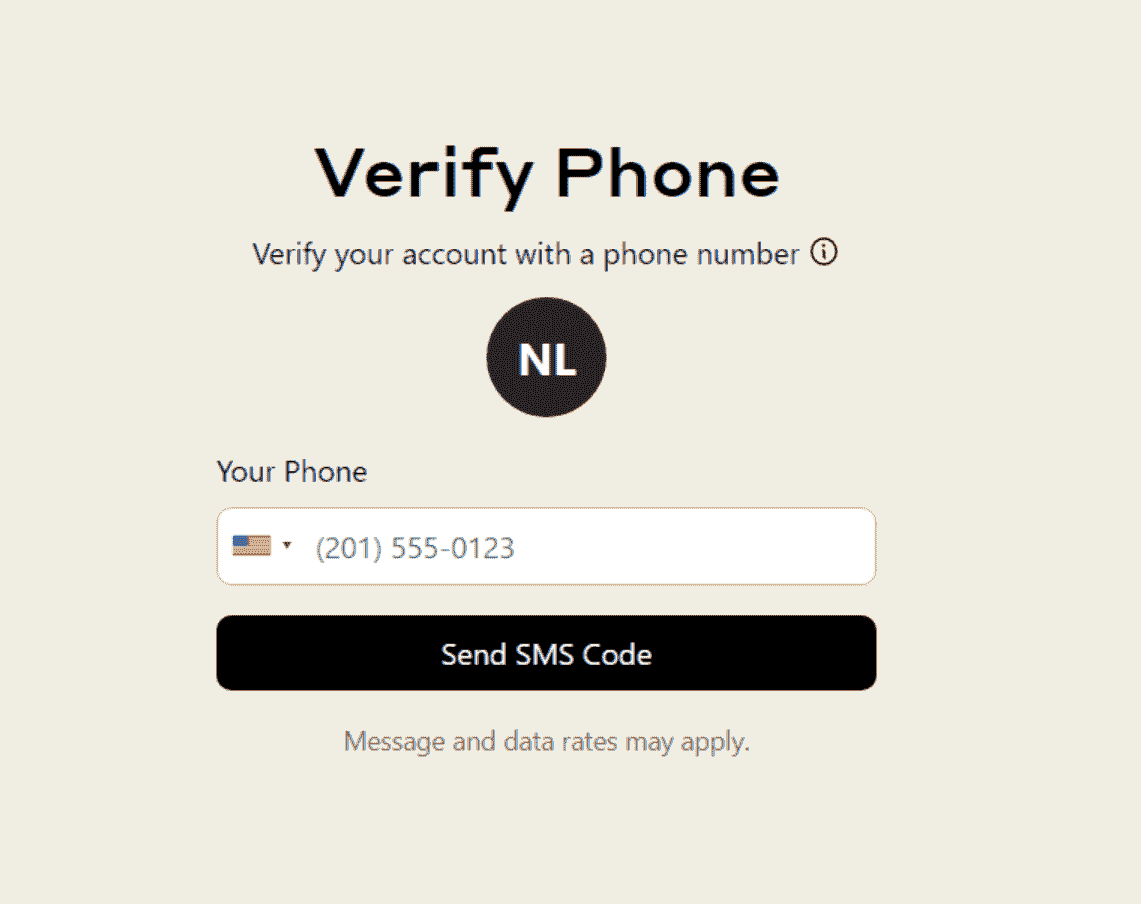 Verify Phone
Verify your account with a phone number
NL
Your Phone
(201) 555-0123
Send SMS Code
Message and data rates may apply.